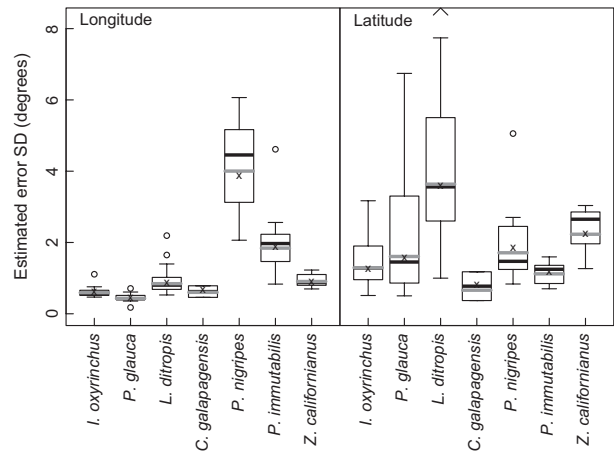 Longitude
Latitude
Estimated error SD (degrees)
8
6
4
2
0
I. oxyrinchus
P. glauca
L. ditropis
C. galapagensis
P. nigripes
P. immutabilis
Z. californianus
I. oxyrinchus
P. glauca
L. ditropis
C. galapagensis
P. nigripes
P. immutabilis
Z. californianus